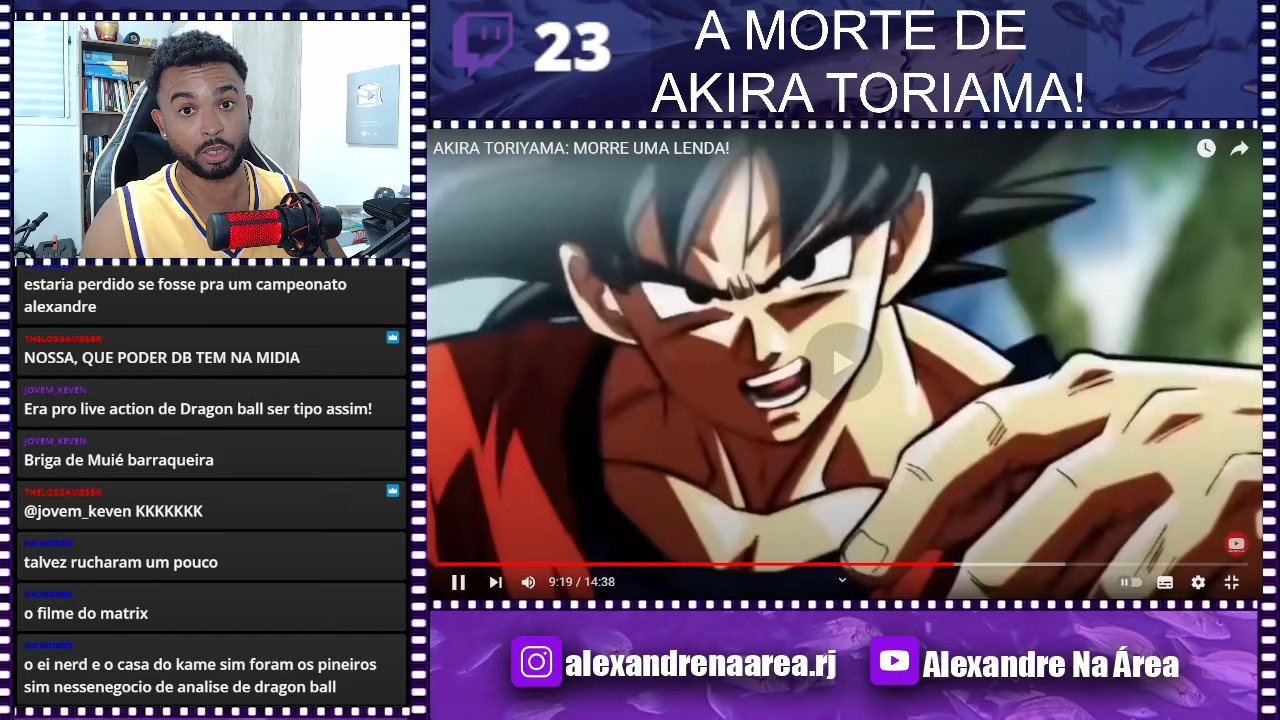 23
A MORTE DE
AKIRA TORIAMA!
AKIRA TORIYAMA: MORRE UMA LENDA!
estaria perdido se fosse pra um campeonato
alexandre
THELOSGAMESBR
NOSSA, QUE PODER DB TEM NA MIDIA
JOVEM_KEVEN
Era pro live action de Dragon ball ser tipo assim!
JOVEM_KEVEN
Briga de Muié barraqueira
THELOSGAMESBR
@jovem_keven KKKKKKK
talvez rucharam um pouco
o filme do matrix
o ei nerd e o casa do kame sim foram os pineiros
sim nessenegocio de analise de dragon ball
9:19 / 14:38
alexandrenaarea.rj
Alexandre Na Área